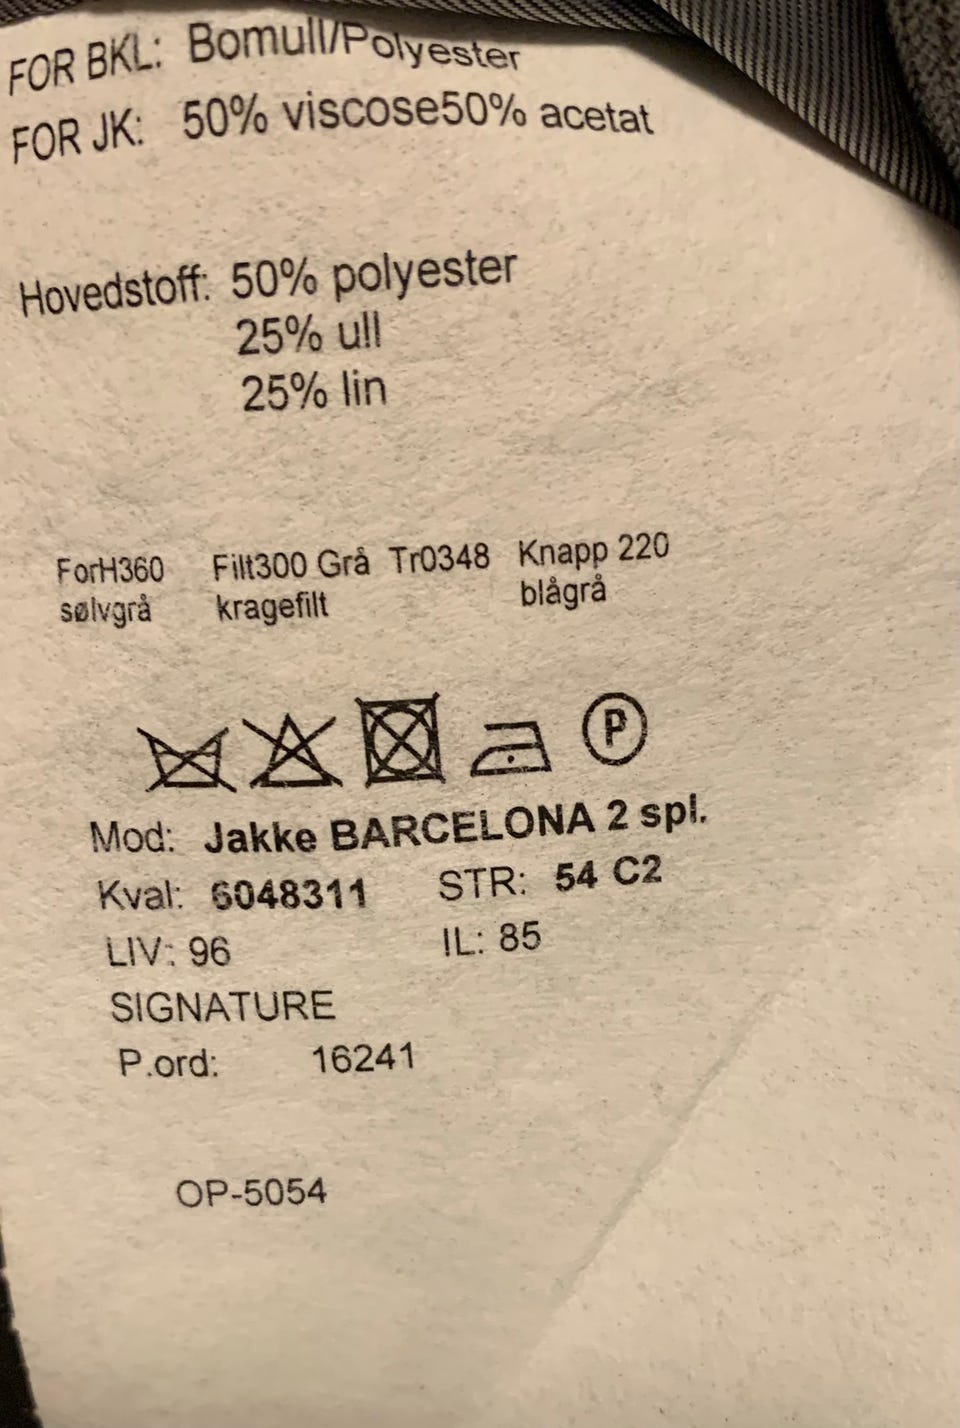 FOR BKL: Bomull/Polyester
FOR JK: 50% viscose50% acetat
Hovedstoff: 50% polyester
25% ull
25% lin
ForH360 Filt300 Grå Tr0348 Knapp 220
sølvgrå kragefilt blågrå
P
Mod: Jakke BARCELONA 2 spl.
Kval: 6048311 STR: 54 C2
LIV: 96 IL: 85
SIGNATURE
P.ord: 16241
OP-5054